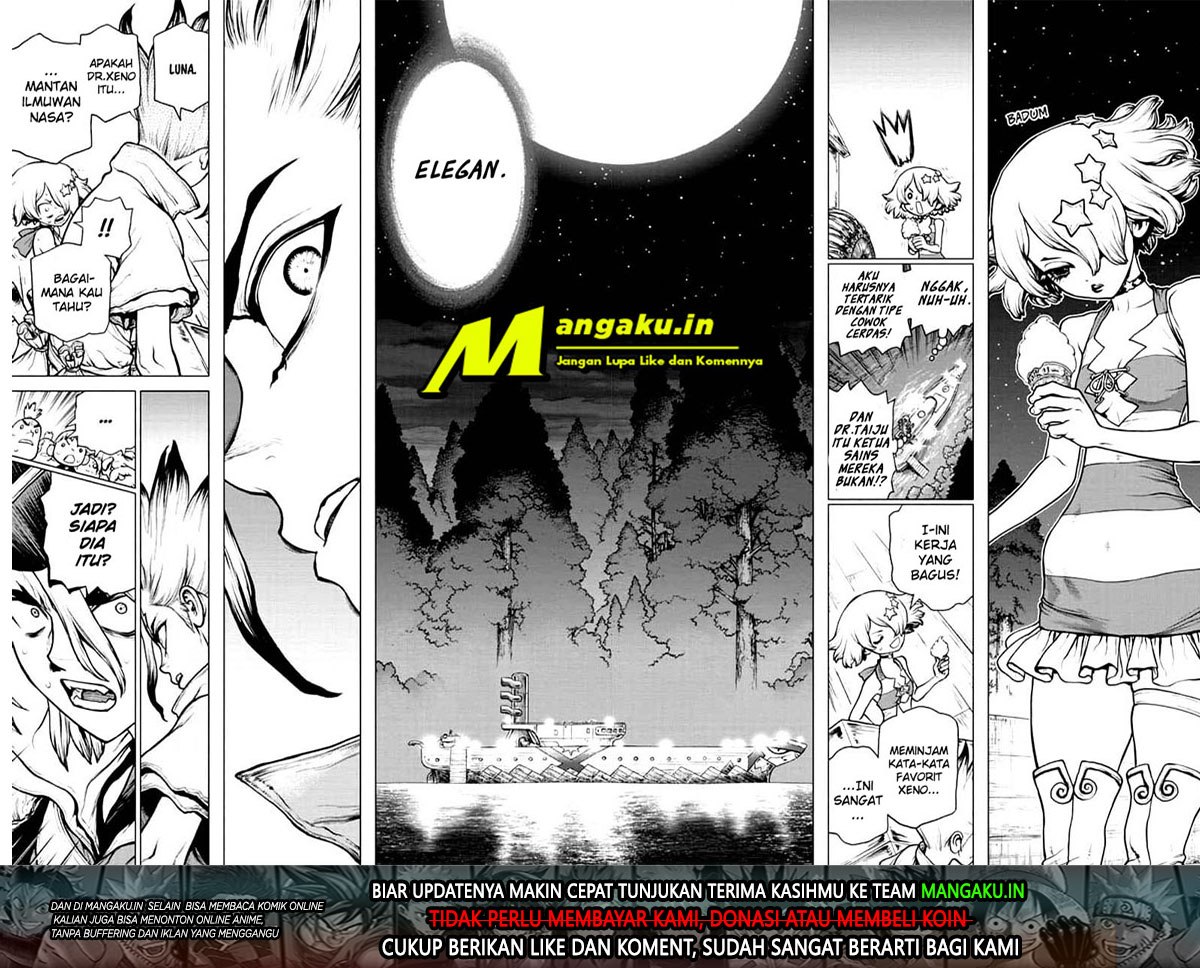 BADUM
NGGAK,
NUH-UH.
AKU
HARUSNYA
TERTARIK
DENGAN TIPE
COWOK
CERDAS!
DAN
DR.TAIJU
ITU KETUA
SAINS
MEREKA
BUKAN!?
I-INI
KERJA
YANG
BAGUS!
MEMINJAM
KATA-KATA
FAVORIT
XENO...
...INI
SANGAT
...
ELEGAN.
Mangaku.in
Jangan Lupa Like dan Komennya
LUNA.
APAKAH
DR.XENO
ITU...
...
MANTAN
ILMUWAN
NASA?
!!
BAGAI-
MANA KAU
TAHU?
...
JADI?
SIAPA
DIA
ITU?
DAN DI MANGAKU.IN SELAIN BISA MEMBACA KOMIK ONLINE
KALIAN JUGA BISA MENONTON ONLINE ANIME,
TANPA BUFFERING DAN IKLAN YANG MENGGANGU
BIAR UPDATENYA MAKIN CEPAT TUNJUKAN TERIMA KASIHMU KE TEAM MANGAKU.IN
TIDAK PERLU MEMBAYAR KAMI, DONASI ATAU MEMBELI KOIN
CUKUP BERIKAN LIKE DAN KOMENT, SUDAH SANGAT BERARTI BAGI KAMI